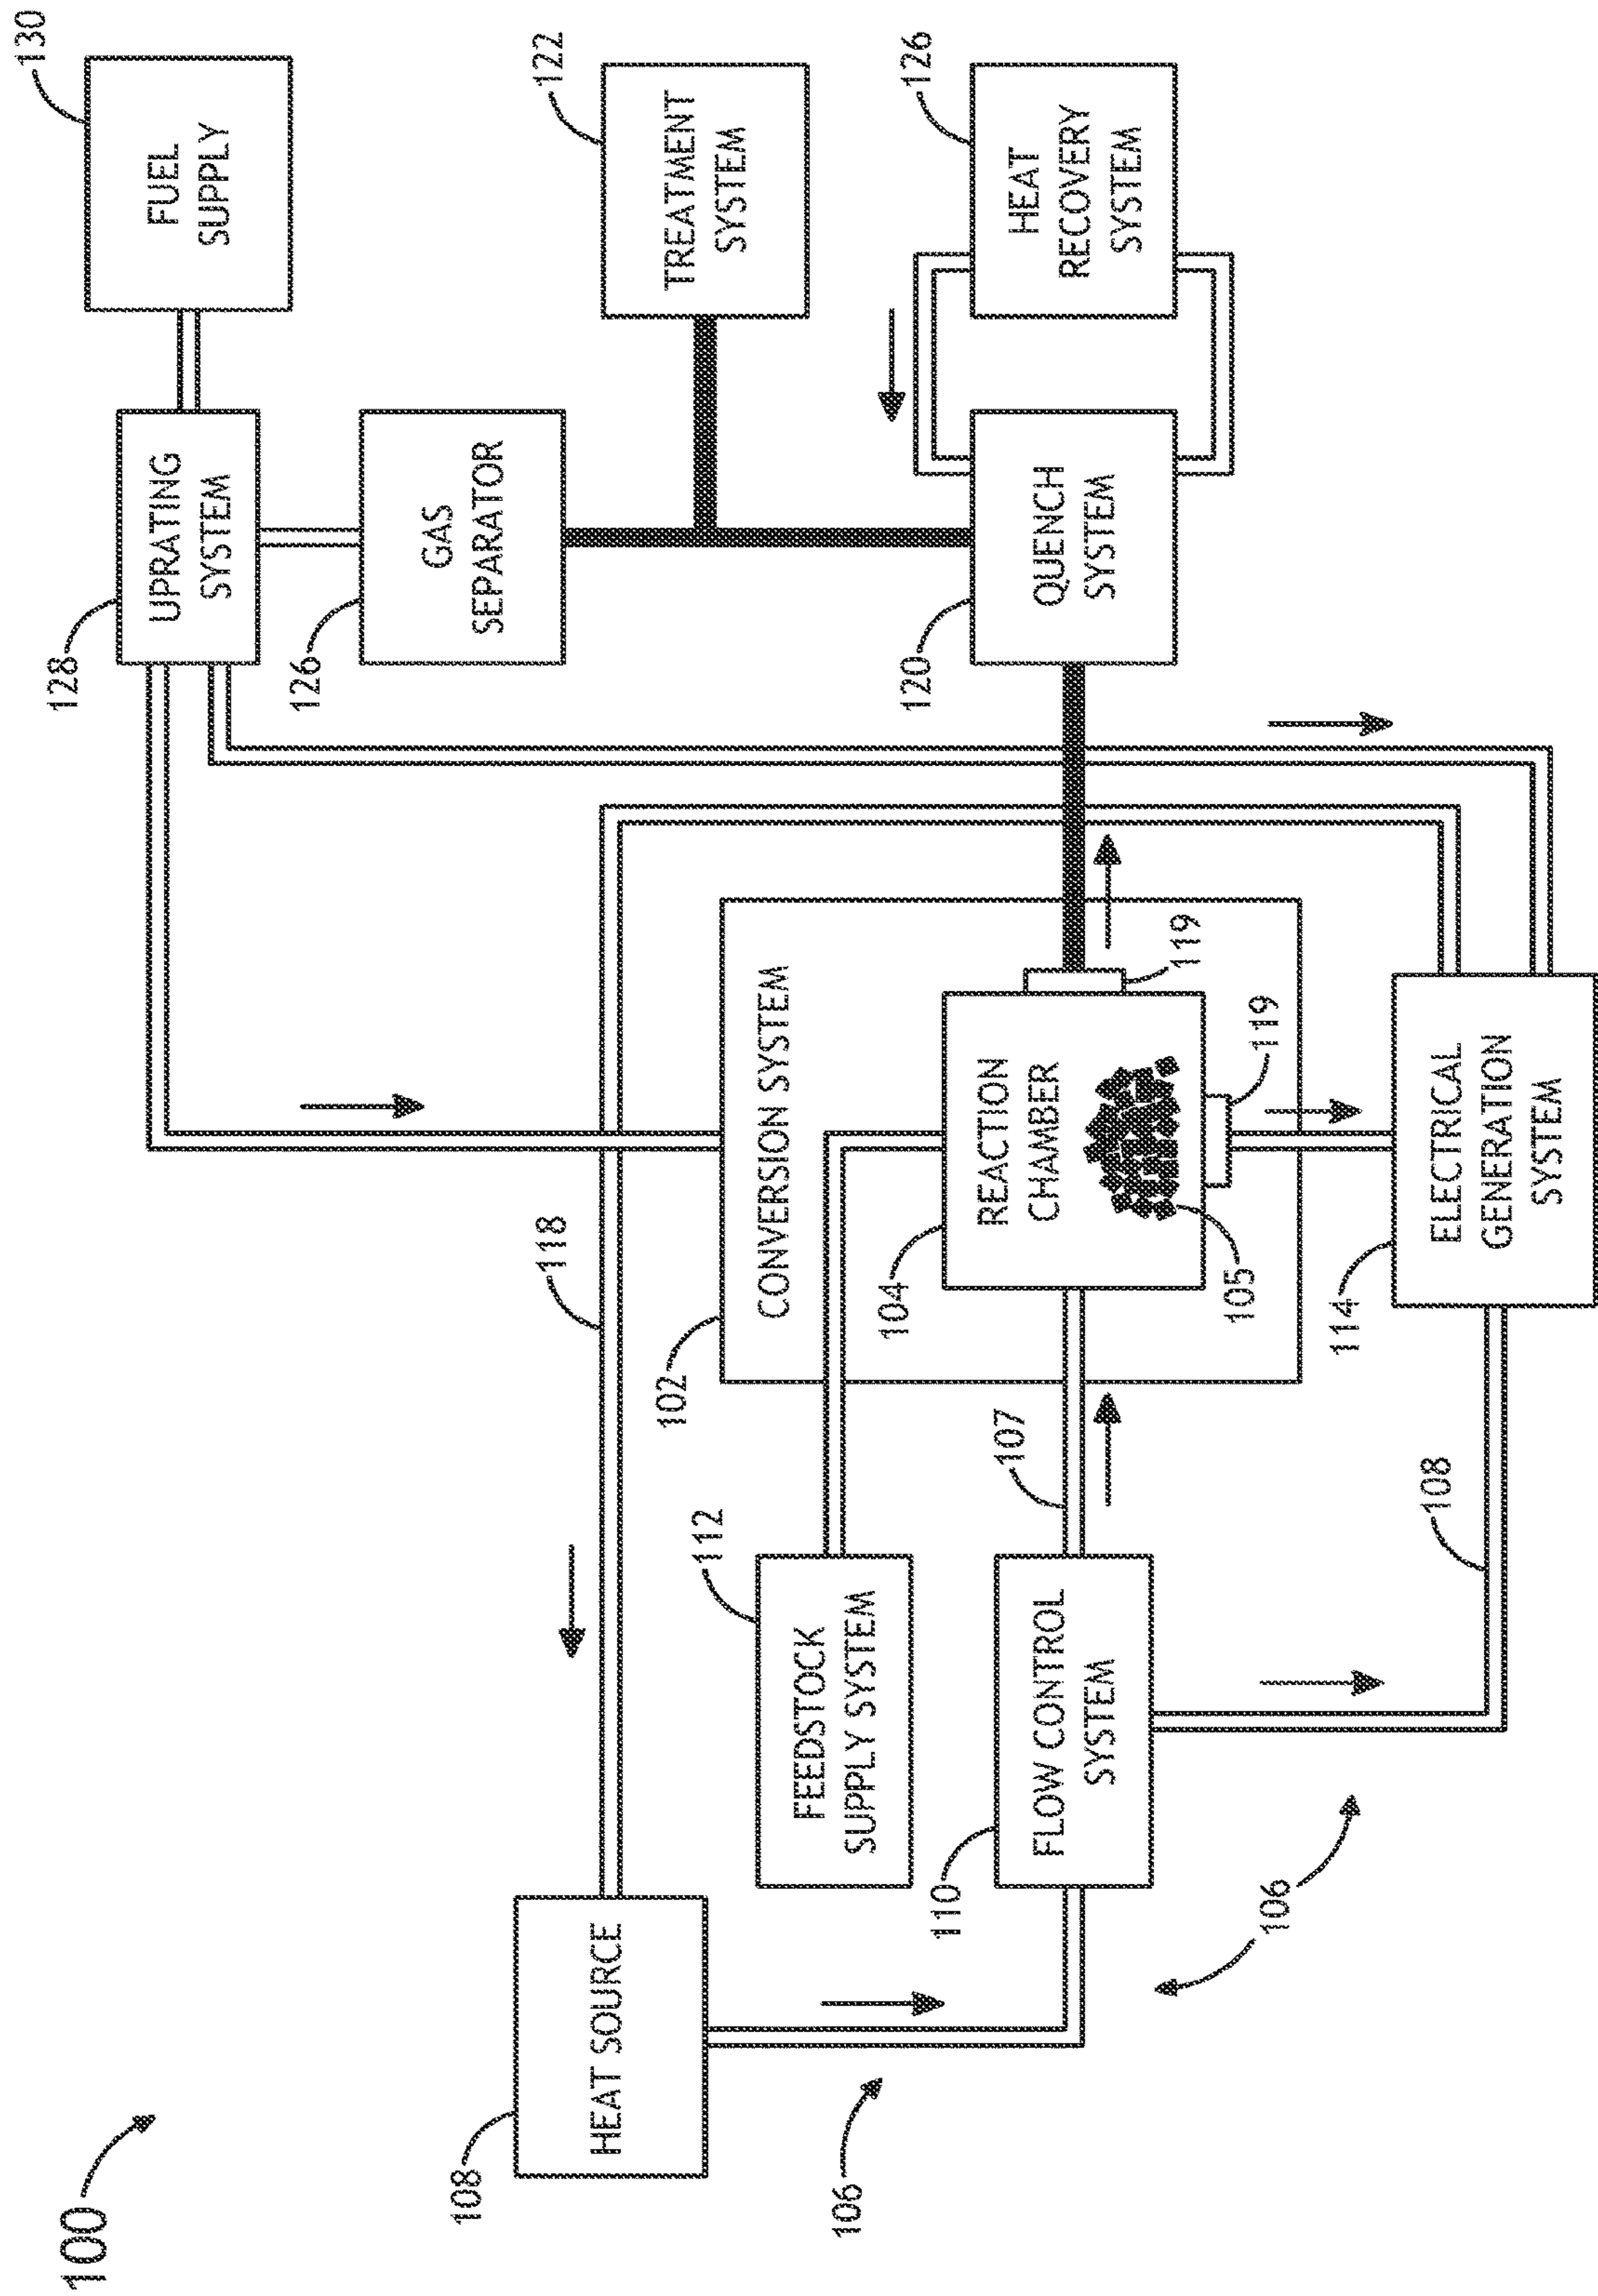 100
108
HEAT SOURCE
106
118
112
FEEDSTOCK
SUPPLY SYSTEM
110
FLOW CONTROL
SYSTEM
106
107
108
102
CONVERSION SYSTEM
104
REACTION
CHAMBER
105
119
119
114
ELECTRICAL
GENERATION
SYSTEM
128
UPRATING
SYSTEM
130
FUEL
SUPPLY
126
GAS
SEPARATOR
122
TREATMENT
SYSTEM
120
QUENCH
SYSTEM
126
HEAT
RECOVERY
SYSTEM